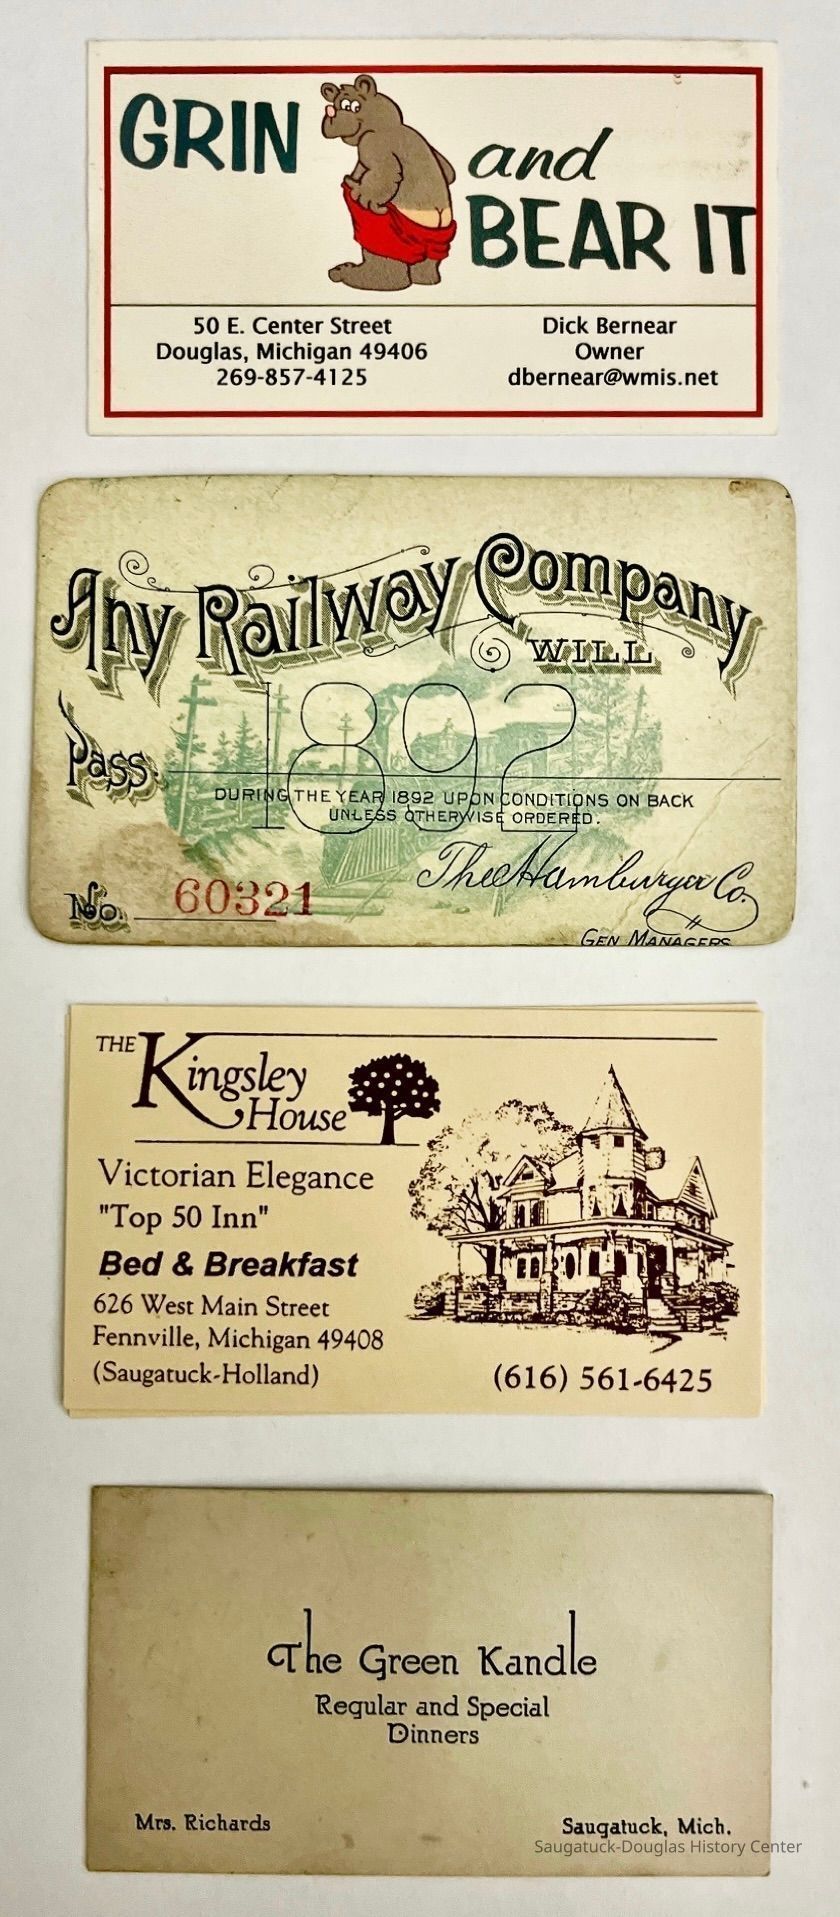 GRIN and
BEAR IT
50 E. Center Street
Douglas, Michigan 49406
269-857-4125
Dick Bernear
Owner
dbernear@wmis.net
Any Railway Company
WILL
Pass
1892
DURING THE YEAR 1892 UPON CONDITIONS ON BACK
UNLESS OTHERWISE ORDERED.
No. 60321
The Hamburger Co.
GEN MANAGERS
THE Kingsley
House
Victorian Elegance
"Top 50 Inn"
Bed & Breakfast
626 West Main Street
Fennville, Michigan 49408
(Saugatuck-Holland)
(616) 561-6425
The Green Kandle
Regular and Special
Dinners
Mrs. Richards
Saugatuck, Mich.
Saugatuck-Douglas History Center